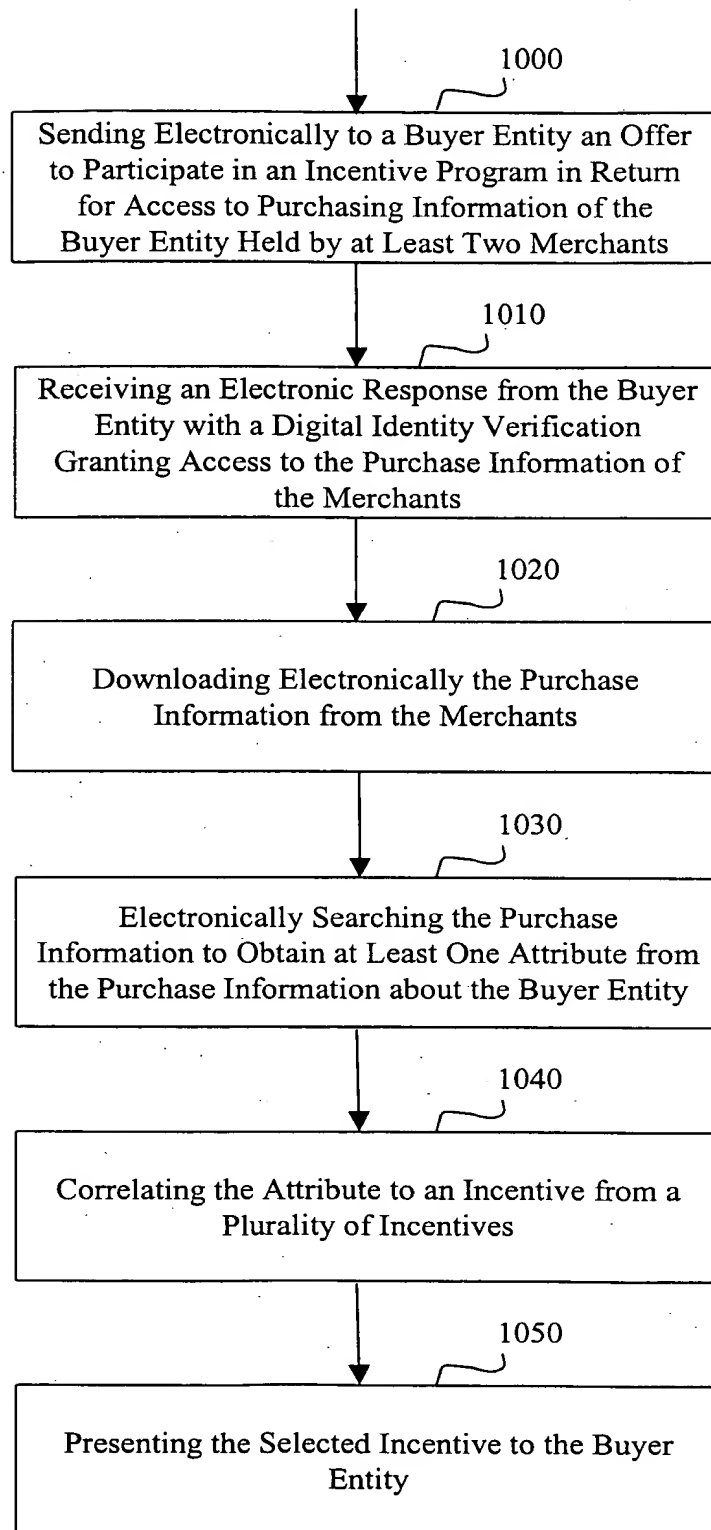 1000
Sending Electronically to a Buyer Entity an Offer
to Participate in an Incentive Program in Return
for Access to Purchasing Information of the
Buyer Entity Held by at Least Two Merchants
1010
Receiving an Electronic Response from the Buyer
Entity with a Digital Identity Verification
Granting Access to the Purchase Information of
the Merchants
1020
Downloading Electronically the Purchase
Information from the Merchants
1030
Electronically Searching the Purchase
Information to Obtain at Least One Attribute from
the Purchase Information about the Buyer Entity
1040
Correlating the Attribute to an Incentive from a
Plurality of Incentives
1050
Presenting the Selected Incentive to the Buyer
Entity